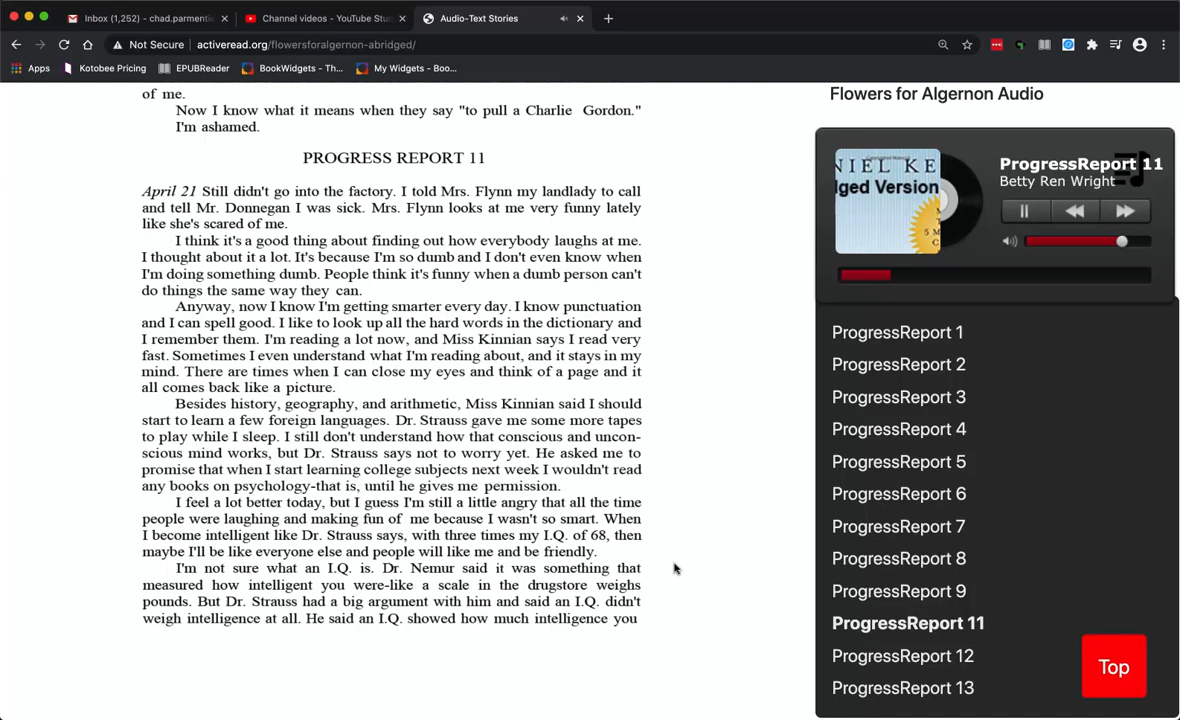 Inbox (1,252) - chad.parmenti
Channel videos - YouTube Stu
Audio-Text Stories
Not Secure
activeread.org/flowersforalgernon-abridged/
Apps
Kotobee Pricing
EPUBReader
BookWidgets - Th...
My Widgets - Boo...
of me.
Now I know what it means when they say "to pull a Charlie Gordon."
I'm ashamed.
PROGRESS REPORT 11
April 21 Still didn't go into the factory. I told Mrs. Flynn my landlady to call
and tell Mr. Donnegan I was sick. Mrs. Flynn looks at me very funny lately
like she's scared of me.
I think it's a good thing about finding out how everybody laughs at me.
I thought about it a lot. It's because I'm so dumb and I don't even know when
I'm doing something dumb. People think it's funny when a dumb person can't
do things the same way they can.
Anyway, now I know I'm getting smarter every day. I know punctuation
and I can spell good. I like to look up all the hard words in the dictionary and
I remember them. I'm reading a lot now, and Miss Kinnian says I read very
fast. Sometimes I even understand what I'm reading about, and it stays in my
mind. There are times when I can close my eyes and think of a page and it
all comes back like a picture.
Besides history, geography, and arithmetic, Miss Kinnian said I should
start to learn a few foreign languages. Dr. Strauss gave me some more tapes
to play while I sleep. I still don't understand how that conscious and uncon-
scious mind works, but Dr. Strauss says not to worry yet. He asked me to
promise that when I start learning college subjects next week I wouldn't read
any books on psychology-that is, until he gives me permission.
I feel a lot better today, but I guess I'm still a little angry that all the time
people were laughing and making fun of me because I wasn't so smart. When
I become intelligent like Dr. Strauss says, with three times my I.Q. of 68, then
maybe I'll be like everyone else and people will like me and be friendly.
I'm not sure what an I.Q. is. Dr. Nemur said it was something that
measured how intelligent you were-like a scale in the drugstore weighs
pounds. But Dr. Strauss had a big argument with him and said an I.Q. didn't
weigh intelligence at all. He said an I.Q. showed how much intelligence you
Flowers for Algernon Audio
NIEL KE
dged Version
ProgressReport 11
Betty Ren Wright
ProgressReport 1
ProgressReport 2
ProgressReport 3
ProgressReport 4
ProgressReport 5
ProgressReport 6
ProgressReport 7
ProgressReport 8
ProgressReport 9
ProgressReport 11
ProgressReport 12
ProgressReport 13
Top